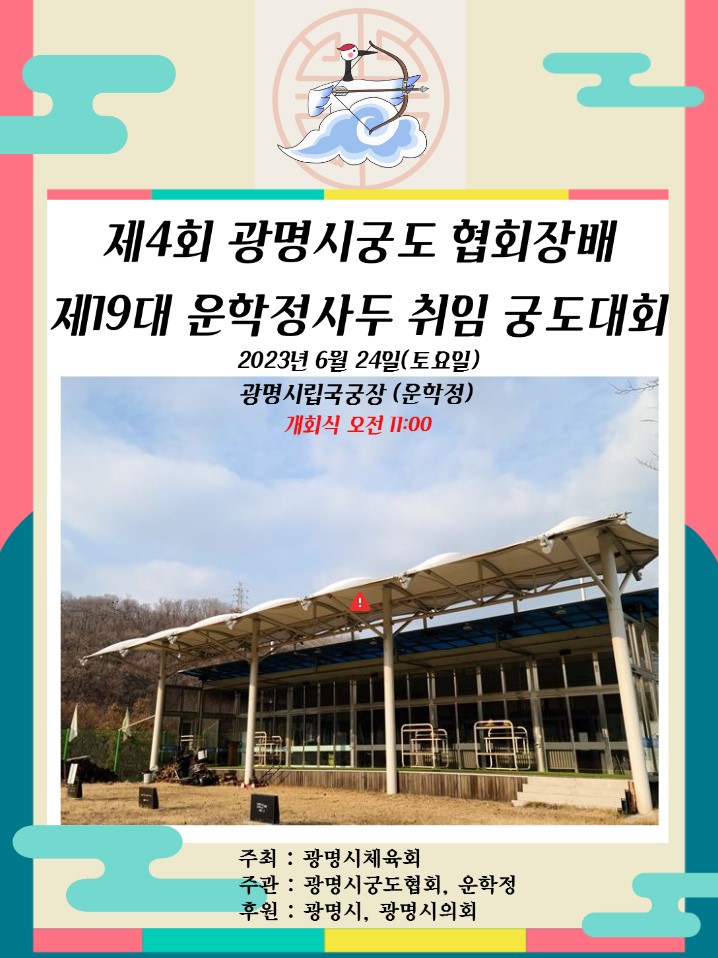 제4회 광명시궁도 협회장배
제19대 운학정사두 취임 궁도대회
2023년 6월 24일(토요일)
광명시립국궁장 (운학정)
개회식 오전 11:00
주최 : 광명시체육회
주관 : 광명시궁도협회, 운학정
후원 : 광명시, 광명시의회